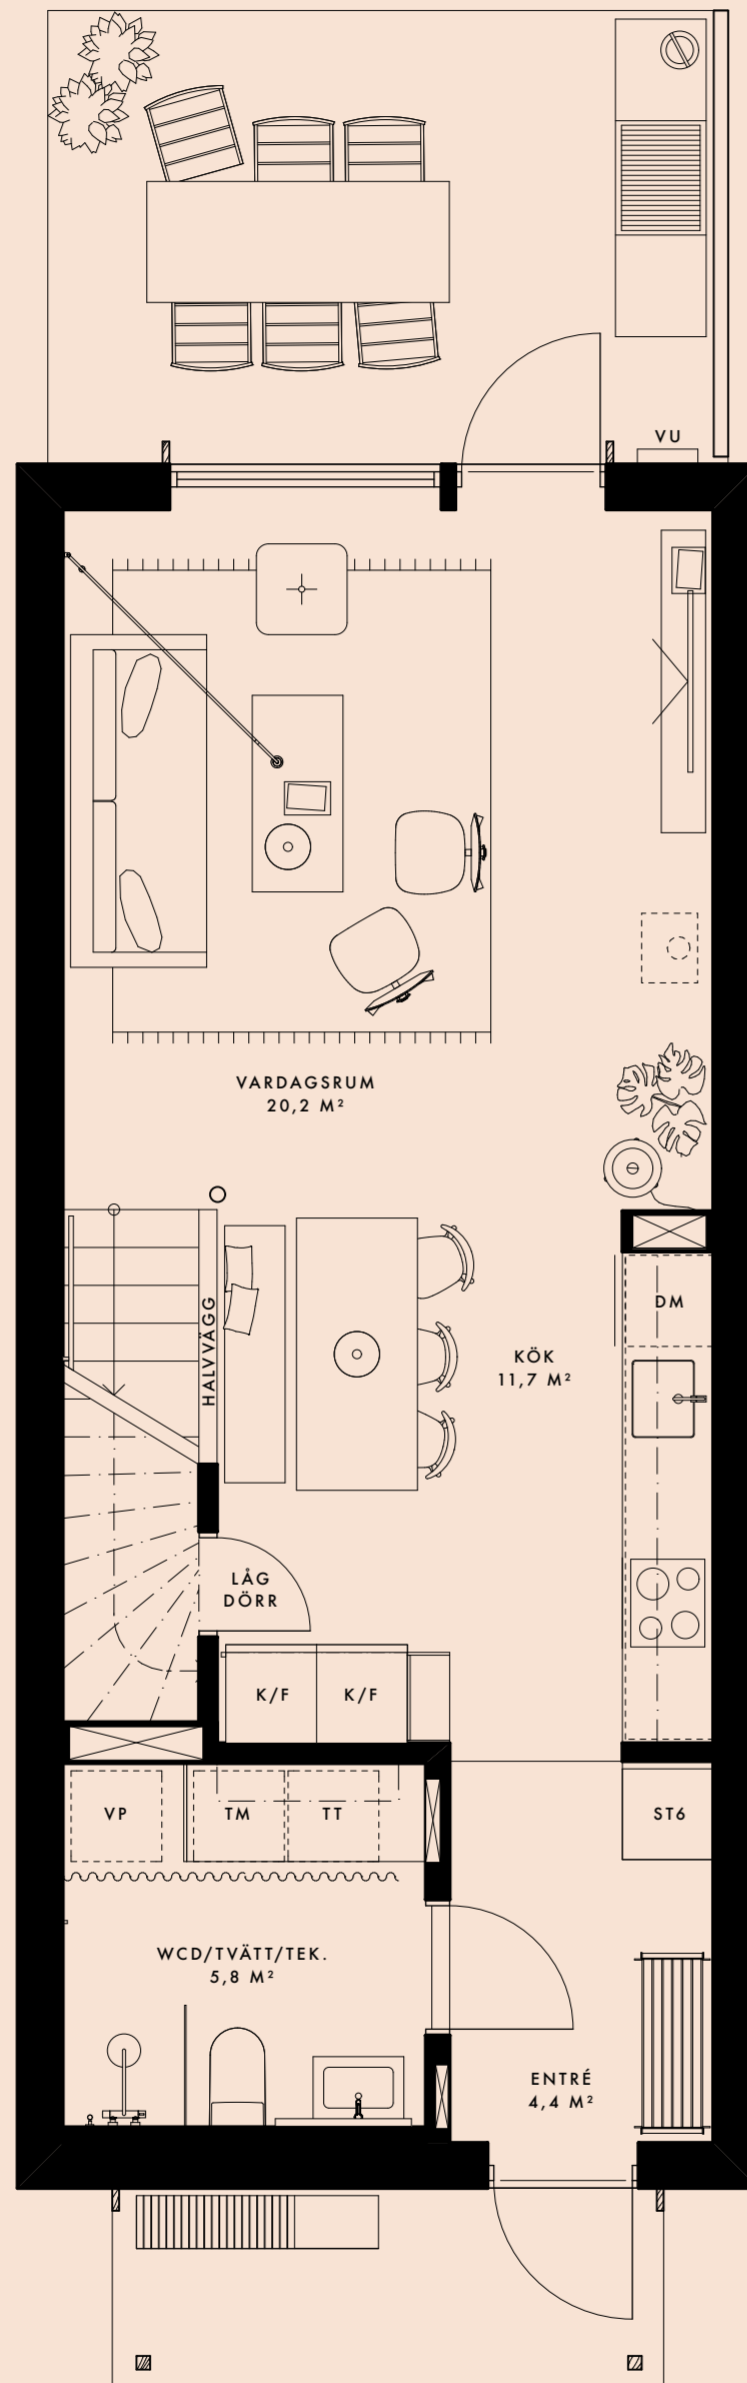 VU
VARDAGSRUM
20,2 M²
HALVVÄGG
DM
KÖK
11,7 M²
LÅG
DÖRR
K/F K/F
VP TM TT ST6
WCD/TVÄTT/TEK.
5,8 M²
ENTRÉ
4,4 M²